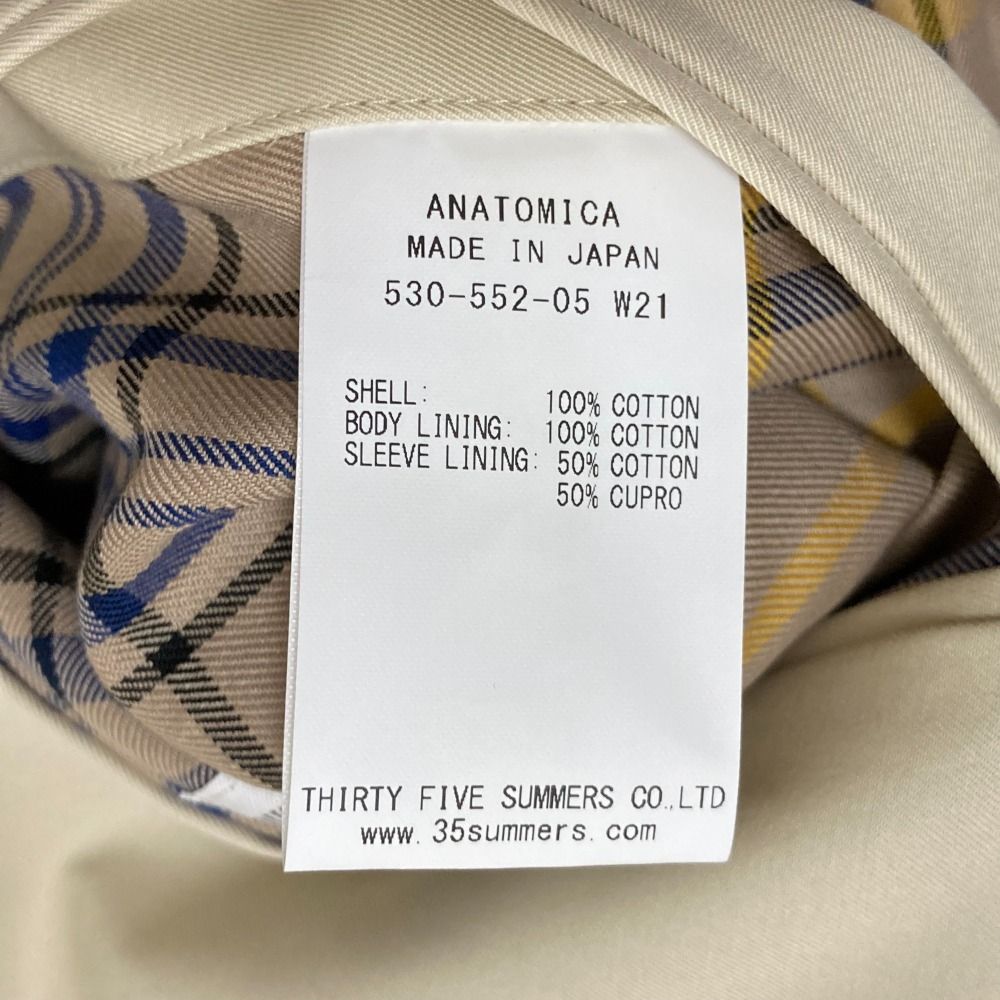 ANATOMICA
MADE IN JAPAN
530-552-05 W21
SHELL: 100% COTTON
BODY LINING: 100% COTTON
SLEEVE LINING: 50% COTTON
50% CUPRO
THIRTY FIVE SUMMERS CO.,LTD
www.35summers.com